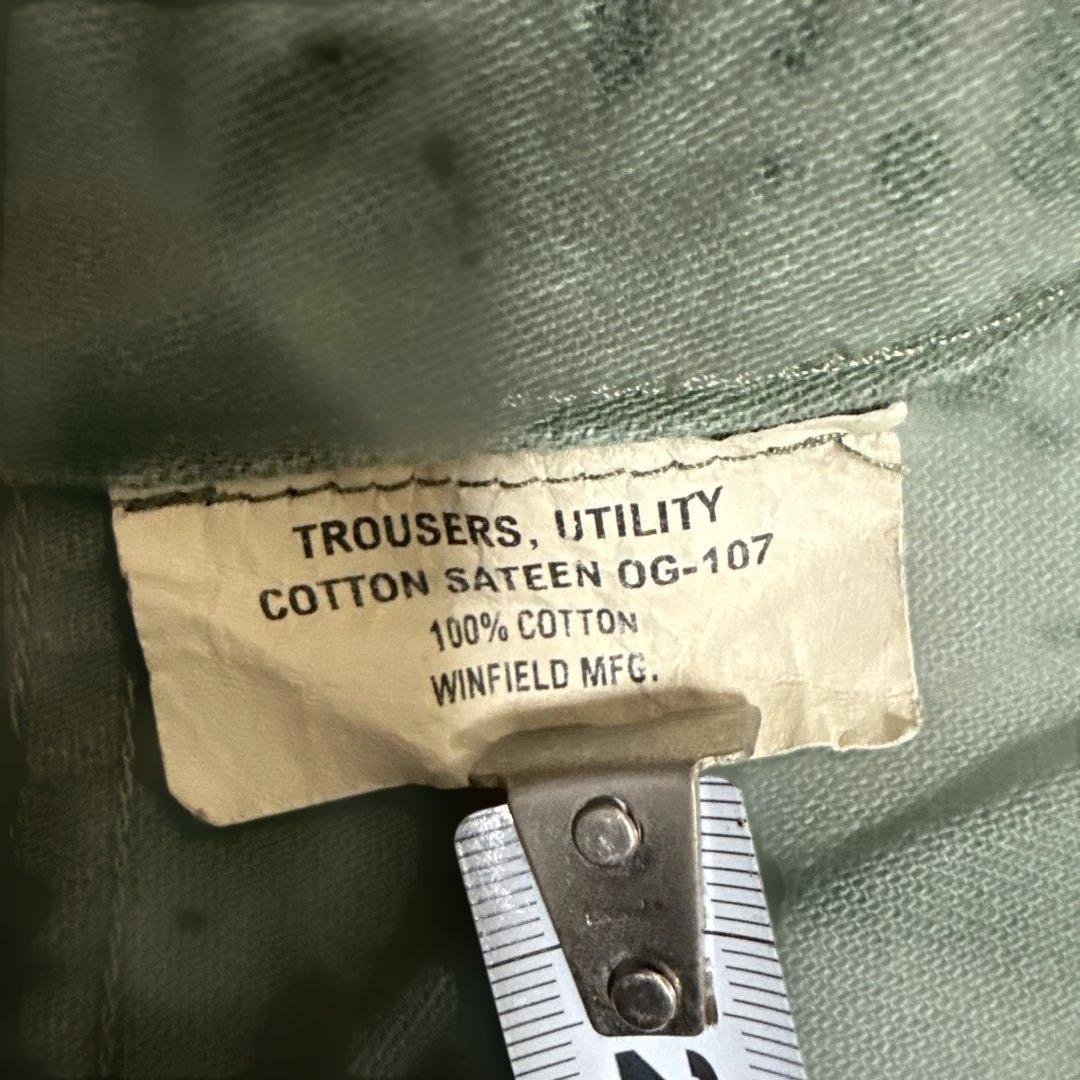 TROUSERS, UTILITY
COTTON SATEEN OG-107
100% COTTON
WINFIELD MFG.